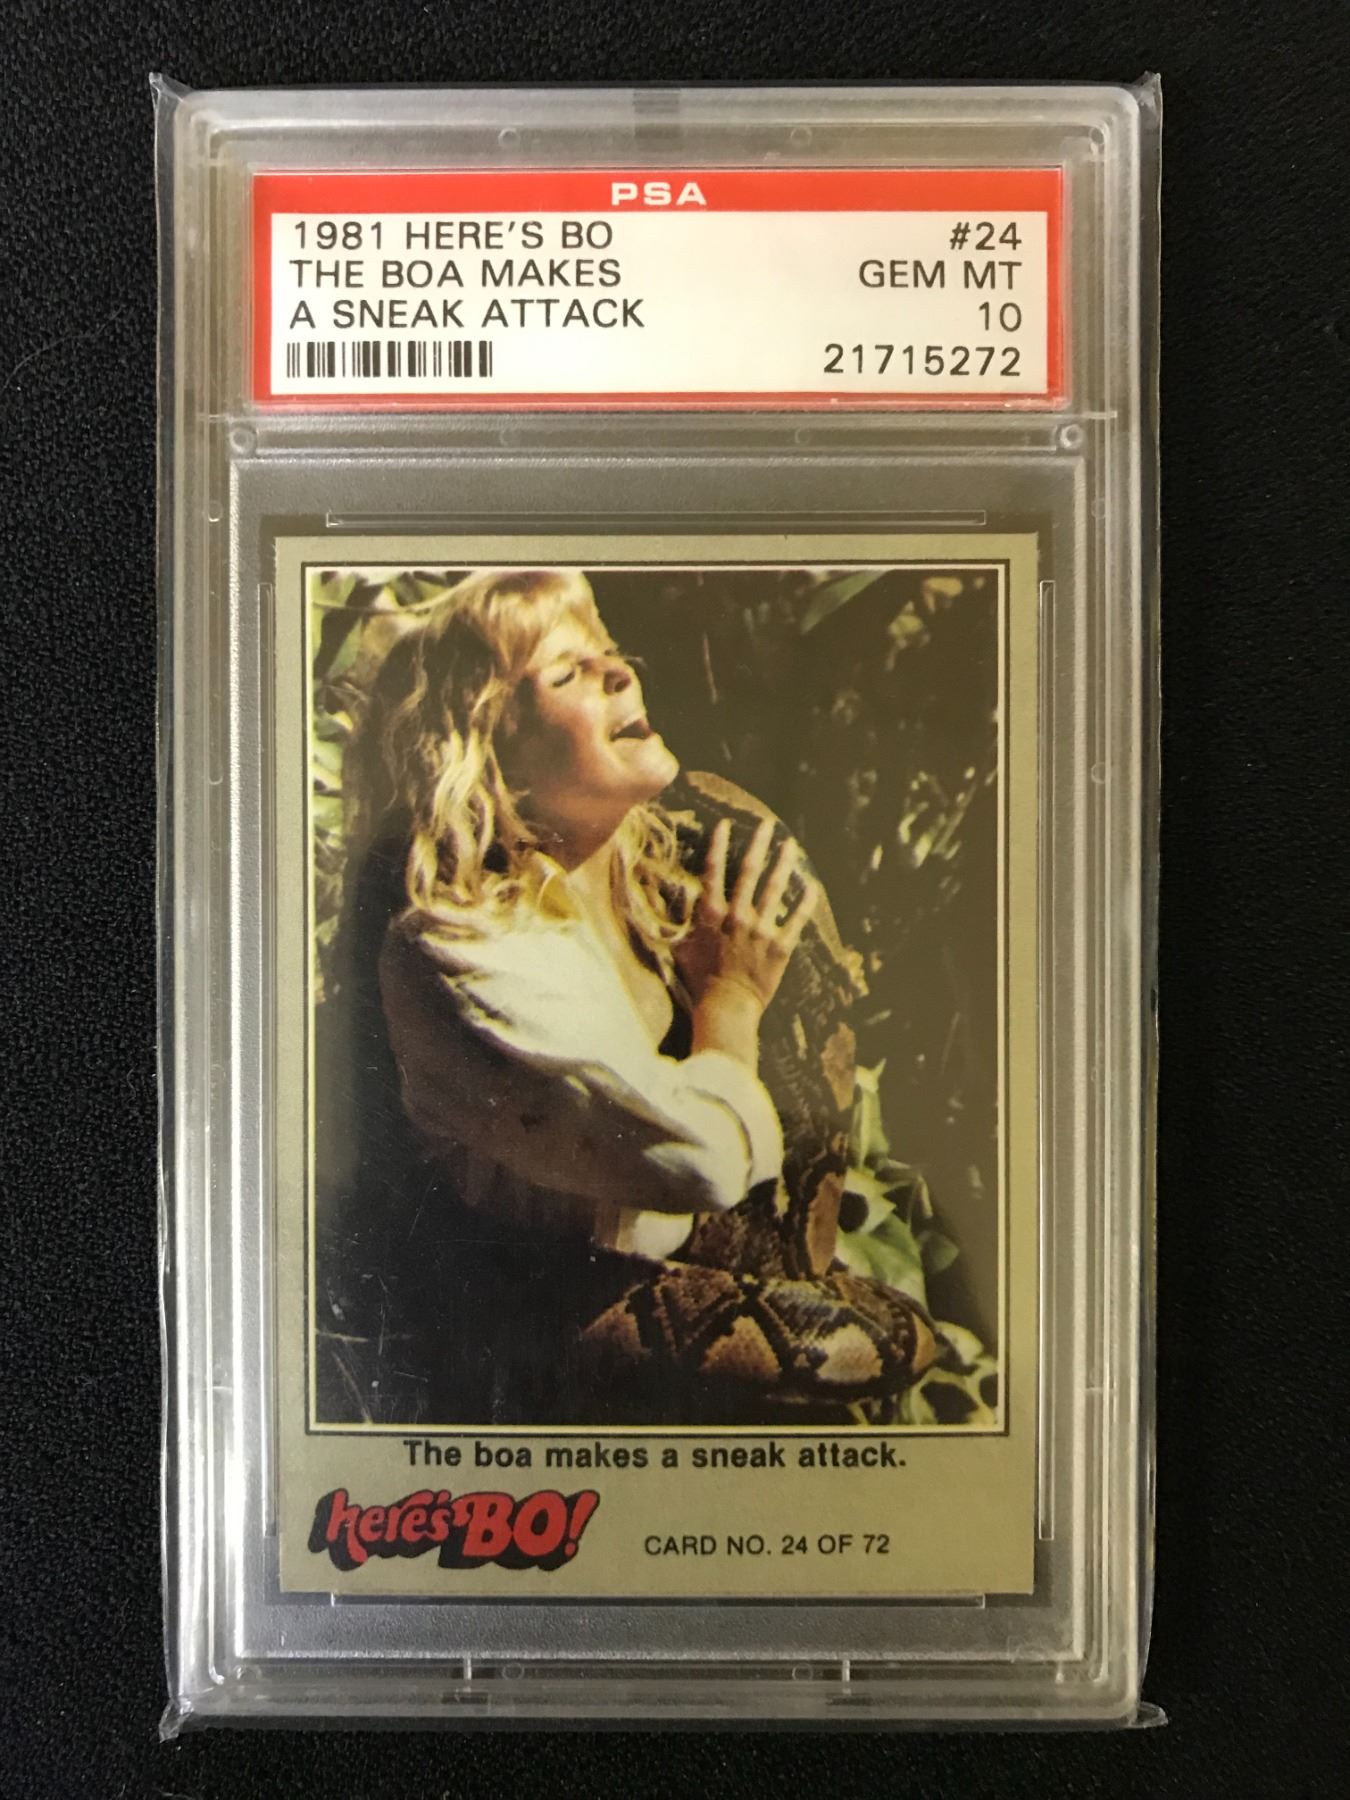 PSA
1981 HERE'S BO #24
THE BOA MAKES GEM MT
A SNEAK ATTACK 10
21715272
The boa makes a sneak attack.
here's BO!
CARD NO. 24 OF 72